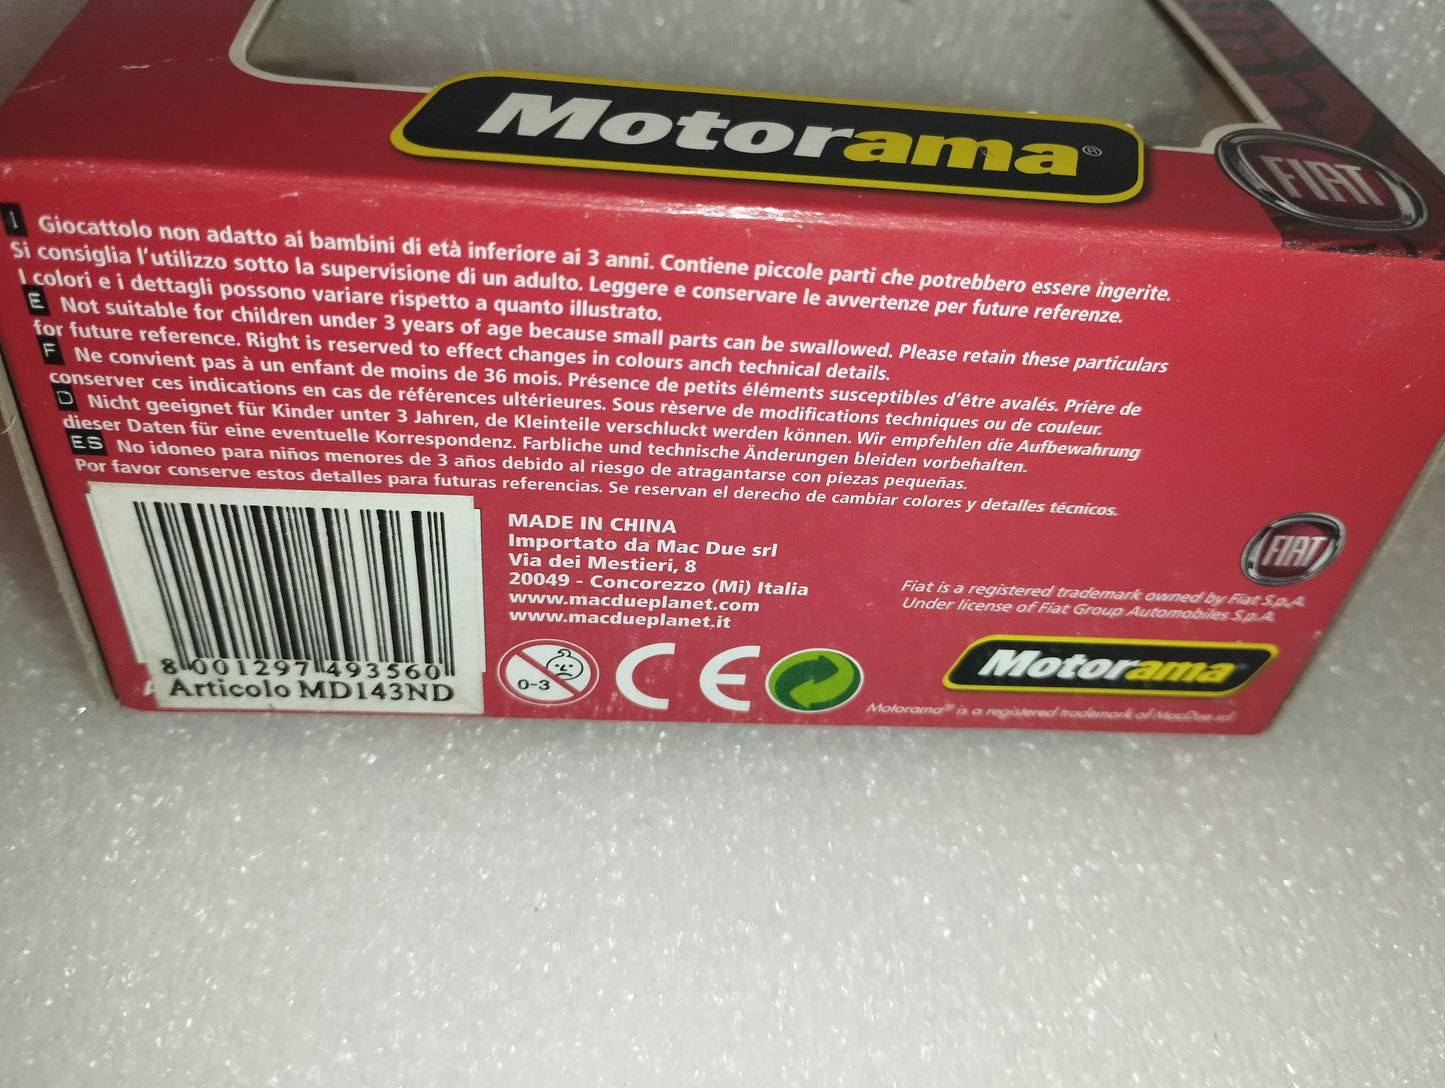 Motorama®
FIAT
I Giocattolo non adatto ai bambini di età inferiore ai 3 anni. Contiene piccole parti che potrebbero essere ingerite.
Si consiglia l'utilizzo sotto la supervisione di un adulto. Leggere e conservare le avvertenze per future referenze.
I colori e i dettagli possono variare rispetto a quanto illustrato.
E Not suitable for children under 3 years of age because small parts can be swallowed. Please retain these particulars
for future reference. Right is reserved to effect changes in colours anch technical details.
F Ne convient pas à un enfant de moins de 36 mois. Présence de petits éléments susceptibles d'être avalés. Prière de
conserver ces indications en cas de références ultérieures. Sous rèserve de modifications techniques ou de couleur.
D Nicht geeignet für Kinder unter 3 Jahren, de Kleinteile verschluckt werden können. Wir empfehlen die Aufbewahrung
dieser Daten für eine eventuelle Korrespondenz. Farbliche und technische Änderungen bleiben vorbehalten.
ES No idoneo para niños menores de 3 años debido al riesgo de atragantarse con piezas pequeñas.
Por favor conserve estos detalles para futuras referencias. Se reservan el derecho de cambiar colores y detalles técnicos.
8 001297 493560
Articolo MD143ND
MADE IN CHINA
Importato da Mac Due srl
Via dei Mestieri, 8
20049 - Concorezzo (Mi) Italia
www.macdueplanet.com
www.macdueplanet.it
0-3
CE
FIAT
Fiat is a registered trademark owned by Fiat S.p.A.
Under license of Fiat Group Automobiles S.p.A.
Motorama
Motorama® is a registered trademark of MacDue srl